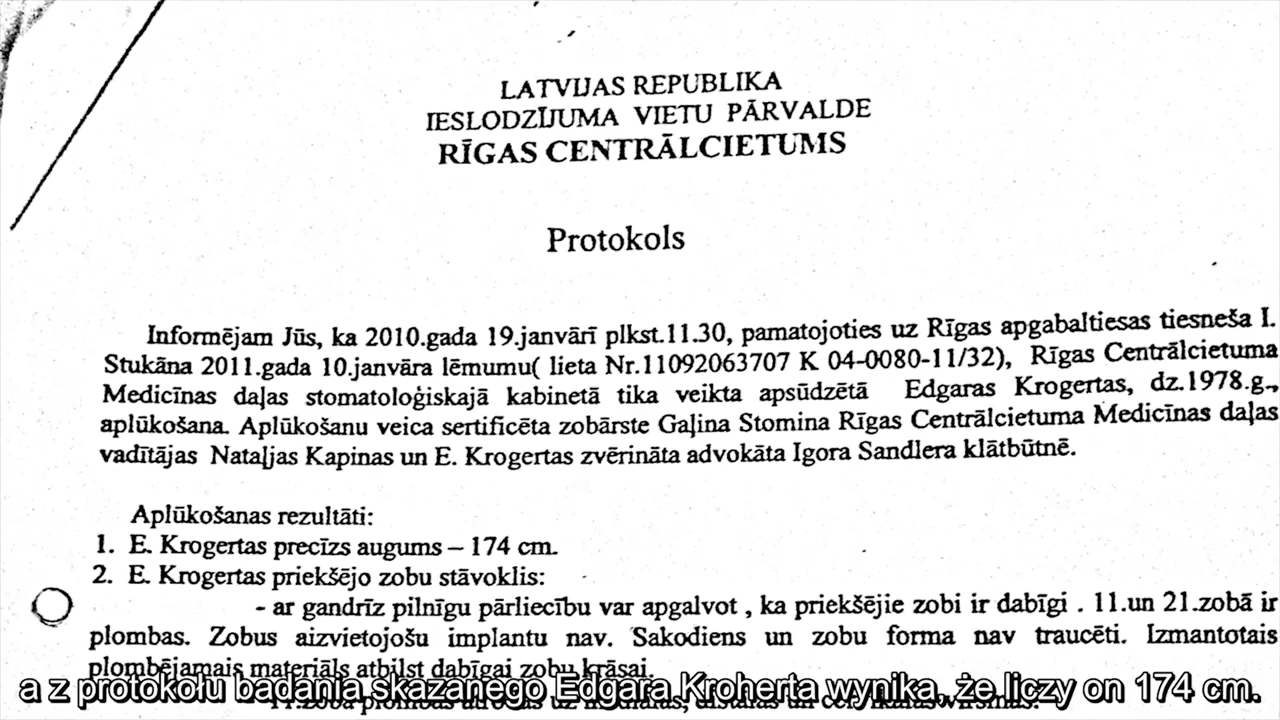 LATVIJAS REPUBLIKA
IESLODZĪJUMA VIETU PĀRVALDE
RĪGAS CENTRĀLCIETUMS
Protokols
Informējam Jūs, ka 2010.gada 19.janvārī plkst.11.30, pamatojoties uz Rīgas apgabaltiesas tiesneša I.
Stukāna 2011.gada 10.janvāra lēmumu( lieta Nr.11092063707 K 04-0080-11/32), Rīgas Centrālcietuma
Medicīnas daļas stomatoloģiskajā kabinetā tika veikta apsūdzētā Edgaras Krogertas, dz.1978.g.,
aplūkošana. Aplūkošanu veica sertificēta zobārste Gaļina Stomina Rīgas Centrālcietuma Medicīnas daļas
vadītājas Nataļjas Kapinas un E. Krogertas zvērināta advokāta Igora Sandlera klātbūtnē.
Aplūkošanas rezultāti:
1. E. Krogertas precīzs augums – 174 cm.
2. E. Krogertas priekšējo zobu stāvoklis:
- ar gandrīz pilnīgu pārliecību var apgalvot , ka priekšējie zobi ir dabīgi . 11.un 21.zobā ir
plombas. Zobus aizvietojošu implantu nav. Sakodiens un zobu forma nav traucēti. Izmantotais
plombējamais materiāls atbilst dabīgai zobu krāsai.
a z protokołu badania skazanego Edgara Kroherta wynika, że liczy on 174 cm.